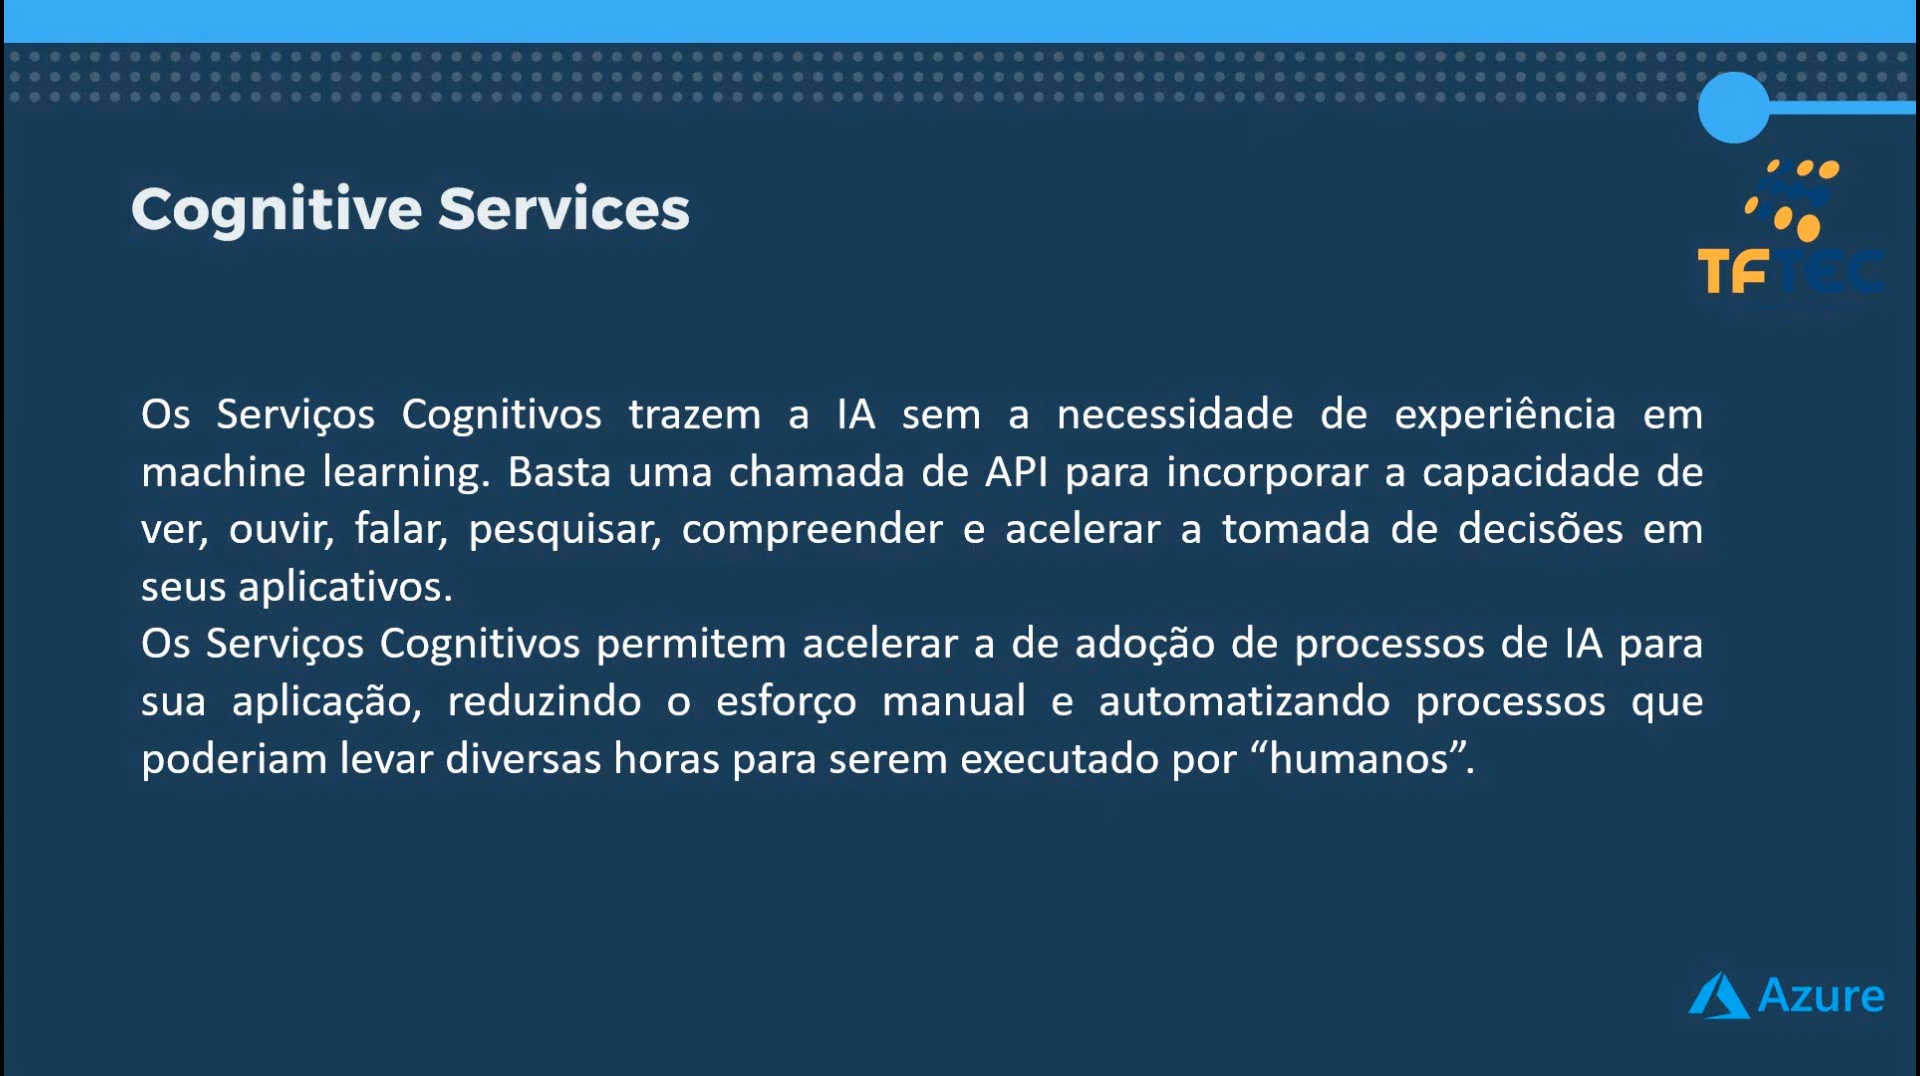 Cognitive Services
TFTEC
Os Serviços Cognitivos trazem a IA sem a necessidade de experiência em
machine learning. Basta uma chamada de API para incorporar a capacidade de
ver, ouvir, falar, pesquisar, compreender e acelerar a tomada de decisões em
seus aplicativos.
Os Serviços Cognitivos permitem acelerar a de adoção de processos de IA para
sua aplicação, reduzindo o esforço manual e automatizando processos que
poderiam levar diversas horas para serem executado por “humanos”.
Azure